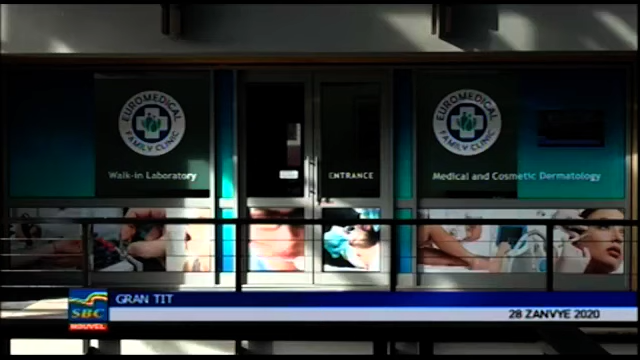 EUROMEDICAL
FAMILY CLINIC
Walk-in Laboratory
ENTRANCE
EUROMEDICAL
FAMILY CLINIC
Medical and Cosmetic Dermatology
SBC
NOUVEL
GRAN TIT
28 ZANVYE 2020